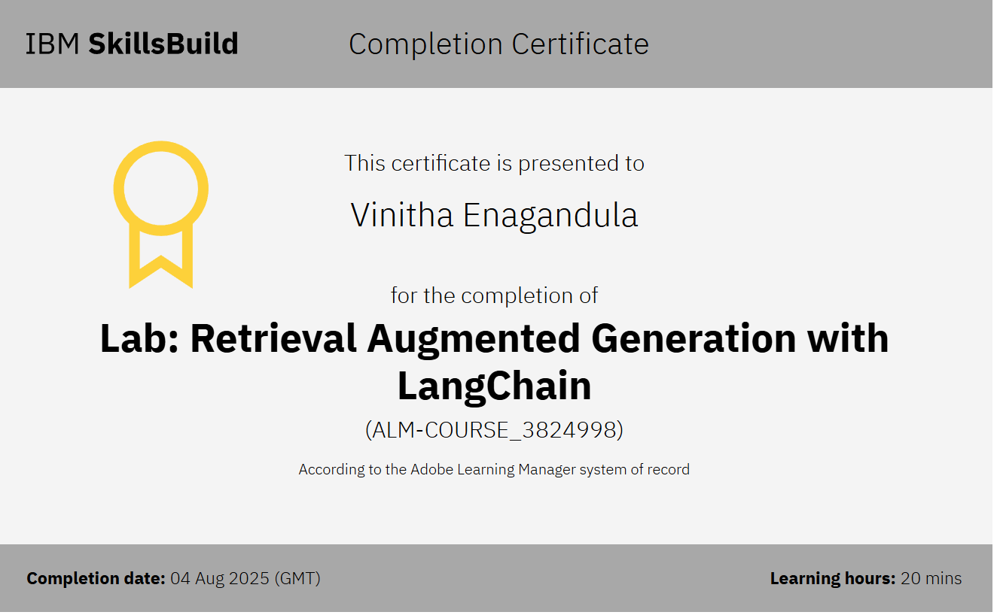 IBM SkillsBuild
Completion Certificate
This certificate is presented to
Vinitha Enagandula
for the completion of
Lab: Retrieval Augmented Generation with
LangChain
(ALM-COURSE_3824998)
According to the Adobe Learning Manager system of record
Completion date: 04 Aug 2025 (GMT)
Learning hours: 20 mins